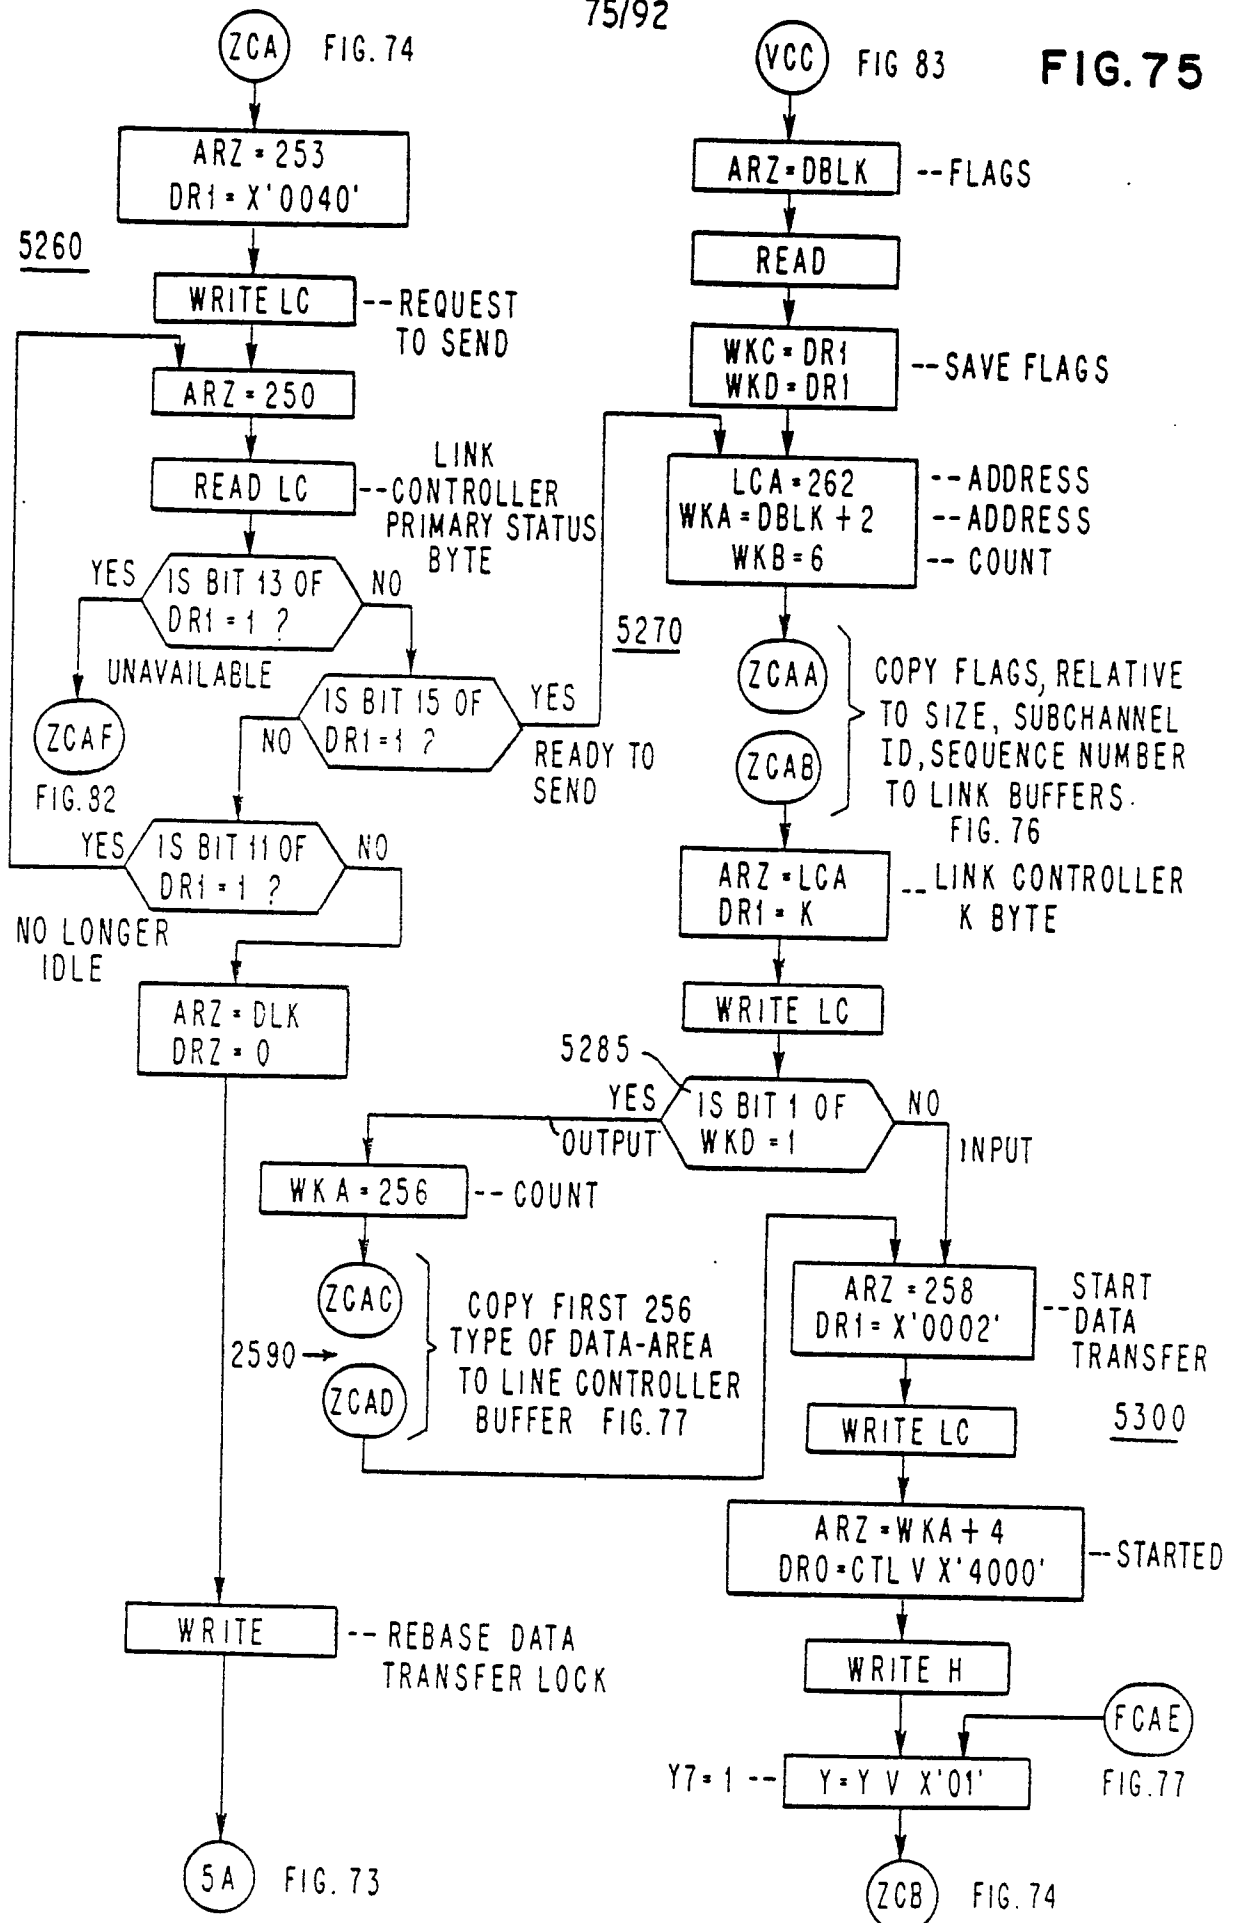 75/92
FIG.75
ZCA
FIG.74
ARZ=253
DR1=X'0040'
5260
WRITE LC
--REQUEST
TO SEND
ARZ=250
READ LC
LINK
--CONTROLLER
PRIMARY STATUS
BYTE
YES
IS BIT 13 OF
DR1=1 ?
NO
UNAVAILABLE
ZCAF
FIG.82
IS BIT 15 OF
DR1=1 ?
YES
NO
READY TO
SEND
YES
IS BIT 11 OF
DR1=1 ?
NO
NO LONGER
IDLE
ARZ=DLK
DRZ=0
WRITE
--REBASE DATA
TRANSFER LOCK
5A
FIG.73
VCC
FIG 83
ARZ=DBLK
--FLAGS
READ
WKC=DR1
WKD=DR1
--SAVE FLAGS
LCA=262
--ADDRESS
WKA=DBLK+2
--ADDRESS
WKB=6
--COUNT
5270
ZCAA
ZCAB
COPY FLAGS, RELATIVE
TO SIZE, SUBCHANNEL
ID, SEQUENCE NUMBER
TO LINK BUFFERS.
FIG.76
ARZ=LCA
DR1=K
--LINK CONTROLLER
K BYTE
WRITE LC
5285
YES
IS BIT 1 OF
WKD=1
NO
OUTPUT
INPUT
WKA=256
--COUNT
ZCAC
2590
ZCAD
COPY FIRST 256
TYPE OF DATA-AREA
TO LINE CONTROLLER
BUFFER FIG.77
ARZ=258
DR1=X'0002'
START
--DATA
TRANSFER
WRITE LC
5300
ARZ=WKA+4
DR0=CTL V X'4000'
--STARTED
WRITE H
FCAE
FIG.77
Y7=1 --
Y=Y V X'01'
ZCB
FIG.74